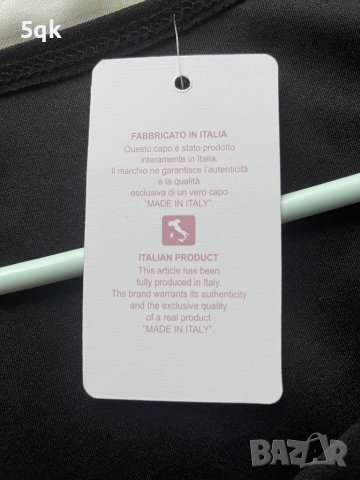 5qk
FABBRICATO IN ITALIA
Questo capo é stato prodotto
interamente in Italia.
Il marchio ne garantisce l'autenticità
e la qualità
esclusiva di un vero capo
"MADE IN ITALY".
ITALIAN PRODUCT
This article has been
fully produced in Italy.
The brand warrants its authenticity
and the exclusive quality
of a real product
"MADE IN ITALY".
BAZAR